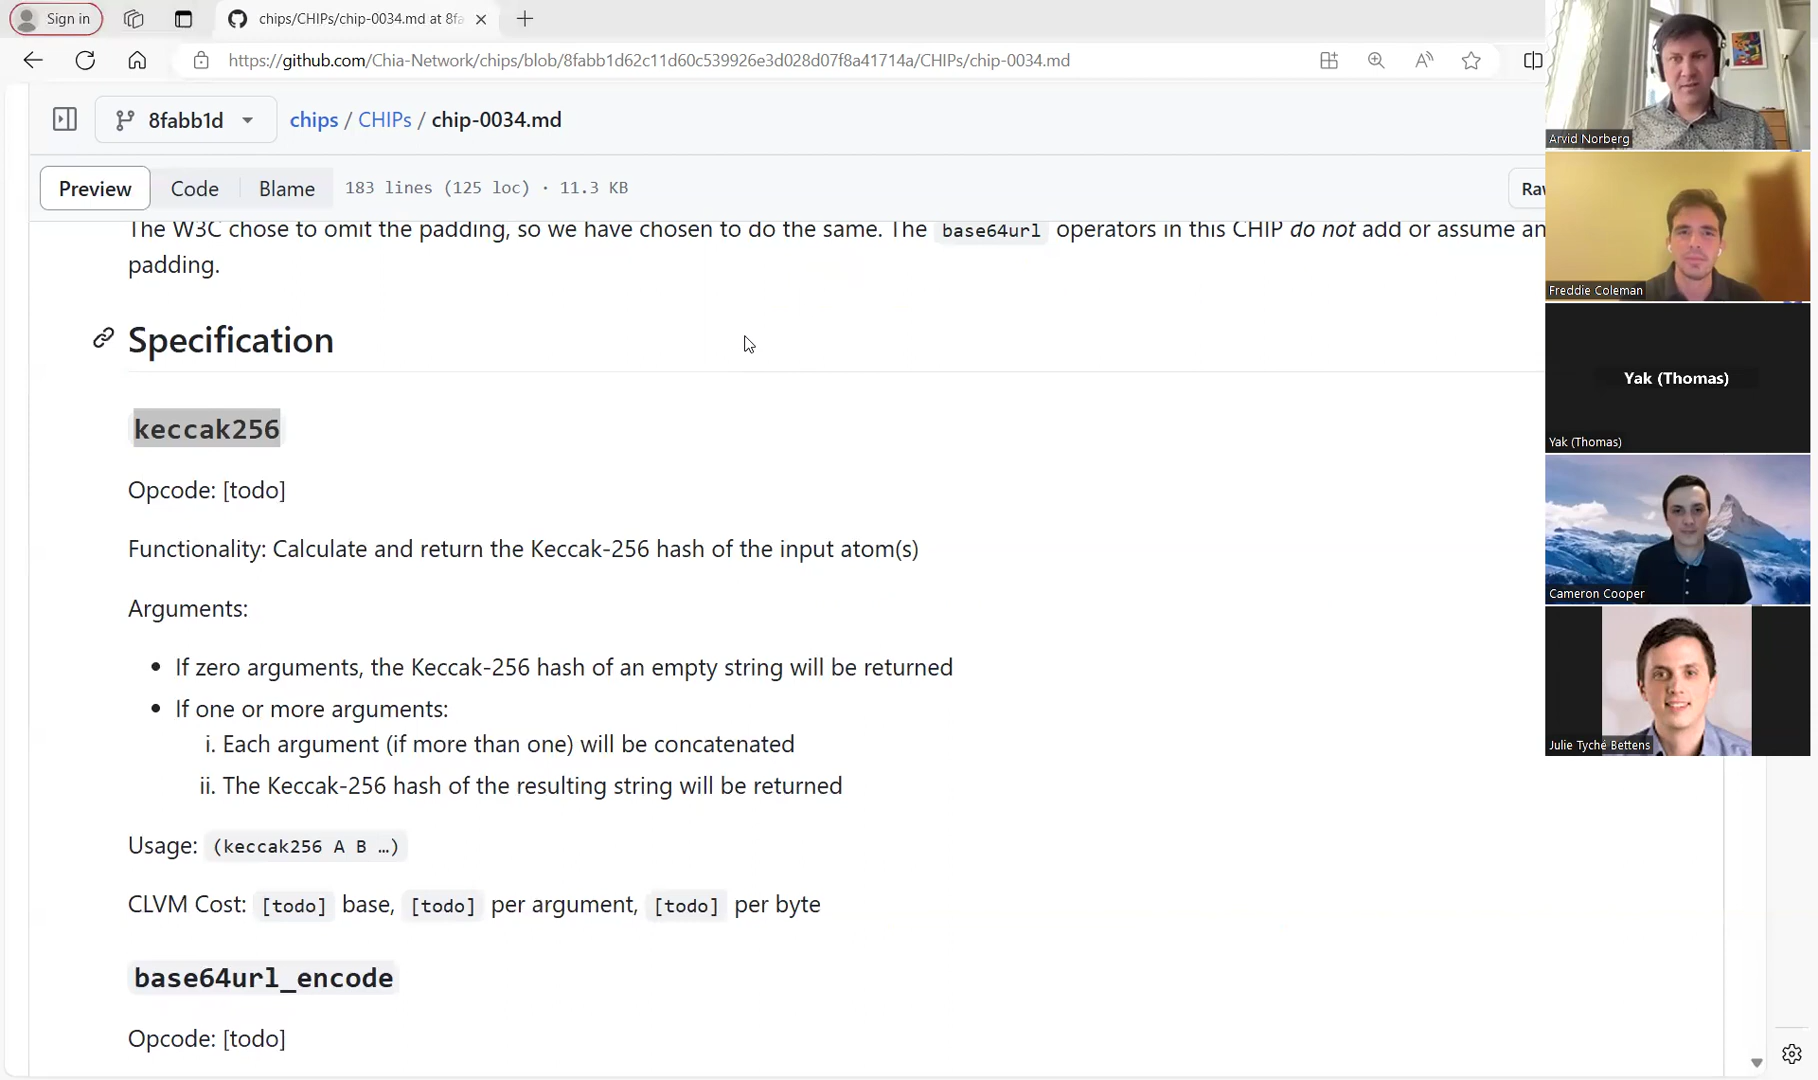 Sign in
chips/CHIPs/chip-0034.md at 8fa
https://github.com/Chia-Network/chips/blob/8fabb1d62c11d60c539926e3d028d07f8a41714a/CHIPs/chip-0034.md
8fabb1d
chips / CHIPs / chip-0034.md
Preview Code Blame 183 lines (125 loc) · 11.3 KB
Raw
The W3C chose to omit the padding, so we have chosen to do the same. The base64url operators in this CHIP do not add or assume an
padding.
Specification
keccak256
Opcode: [todo]
Functionality: Calculate and return the Keccak-256 hash of the input atom(s)
Arguments:
• If zero arguments, the Keccak-256 hash of an empty string will be returned
• If one or more arguments:
i. Each argument (if more than one) will be concatenated
ii. The Keccak-256 hash of the resulting string will be returned
Usage: (keccak256 A B …)
CLVM Cost: [todo] base, [todo] per argument, [todo] per byte
base64url_encode
Opcode: [todo]
Arvid Norberg
Freddie Coleman
Yak (Thomas)
Yak (Thomas)
Cameron Cooper
Julie Tyché Bettens